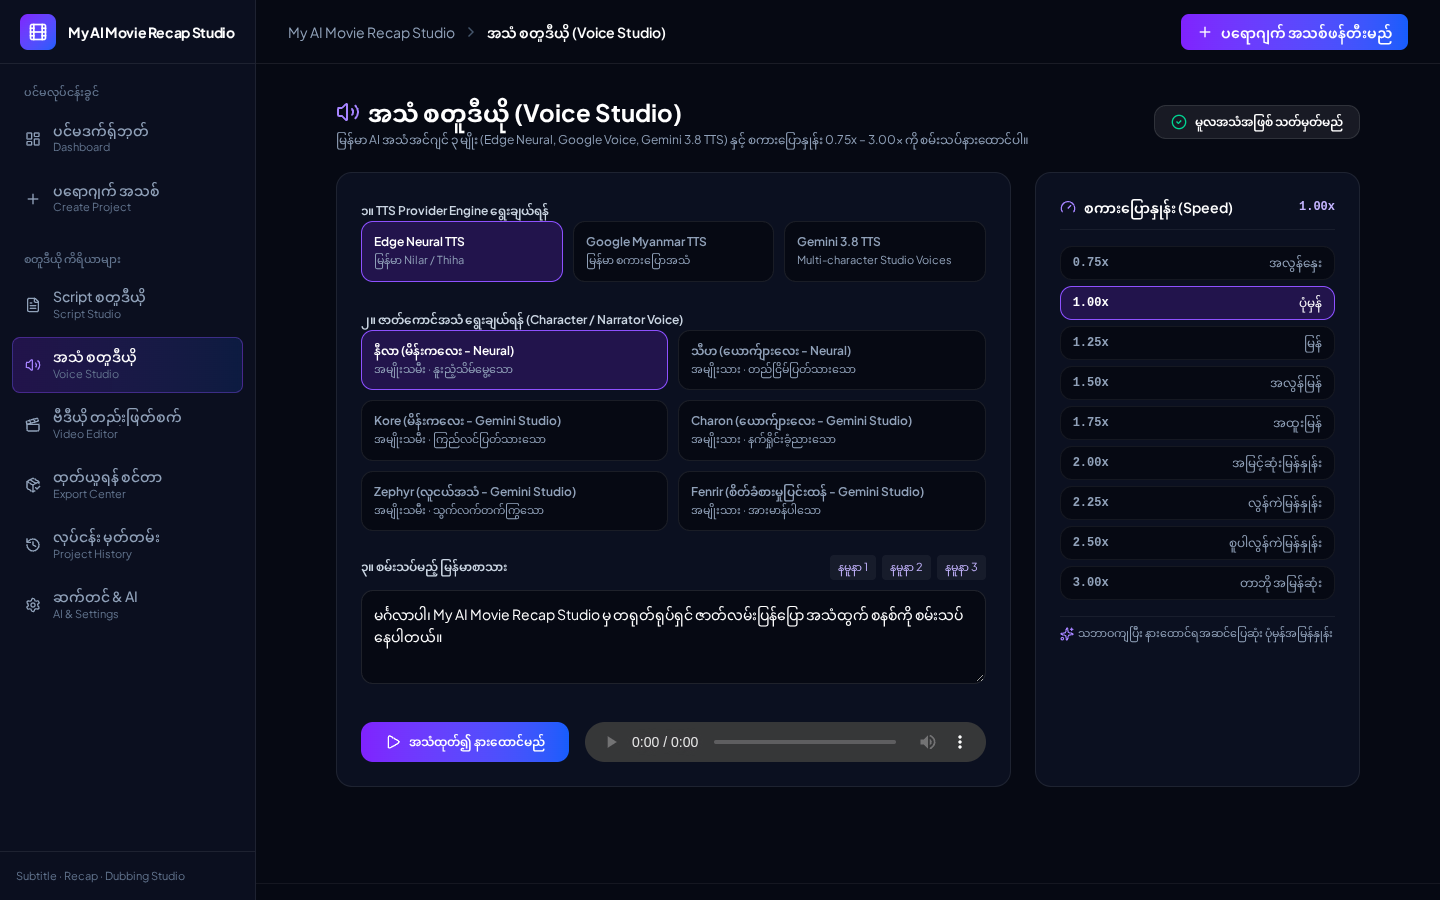 My AI Movie Recap Studio
ပင်မလုပ်ငန်းခွင်
ပင်မဒက်ရှ်ဘုတ်
Dashboard
ပရောဂျက် အသစ်
Create Project
စတူဒီယို ကိရိယာများ
Script စတူဒီယို
Script Studio
အသံ စတူဒီယို
Voice Studio
ဗီဒီယို တည်းဖြတ်စက်
Video Editor
ထုတ်ယူရန် စင်တာ
Export Center
လုပ်ငန်း မှတ်တမ်း
Project History
ဆက်တင် & AI
AI & Settings
Subtitle · Recap · Dubbing Studio
My AI Movie Recap Studio > အသံ စတူဒီယို (Voice Studio)
ပရောဂျက် အသစ်ဖန်တီးမည်
အသံ စတူဒီယို (Voice Studio)
မြန်မာ AI အသံအင်ဂျင် ၃ မျိုး (Edge Neural, Google Voice, Gemini 3.8 TTS) နှင့် စကားပြောနှုန်း 0.75x – 3.00x ကို စမ်းသပ်နားထောင်ပါ။
မူလအသံအဖြစ် သတ်မှတ်မည်
၁။ TTS Provider Engine ရွေးချယ်ရန်
Edge Neural TTS
မြန်မာ Nilar / Thiha
Google Myanmar TTS
မြန်မာ စကားပြောအသံ
Gemini 3.8 TTS
Multi-character Studio Voices
၂။ ဇာတ်ကောင်အသံ ရွေးချယ်ရန် (Character / Narrator Voice)
နီလာ (မိန်းကလေး - Neural)
အမျိုးသမီး · နူးညံ့သိမ်မွေ့သော
သီဟ (ယောက်ျားလေး - Neural)
အမျိုးသား · တည်ငြိမ်ပြတ်သားသော
Kore (မိန်းကလေး - Gemini Studio)
အမျိုးသမီး · ကြည်လင်ပြတ်သားသော
Charon (ယောက်ျားလေး - Gemini Studio)
အမျိုးသား · နက်ရှိုင်းခံ့ညားသော
Zephyr (လူငယ်အသံ - Gemini Studio)
အမျိုးသမီး · သွက်လက်တက်ကြွသော
Fenrir (စိတ်ခံစားမှုပြင်းထန် - Gemini Studio)
အမျိုးသား · အားမာန်ပါသော
၃။ စမ်းသပ်မည့် မြန်မာစာသား
နမူနာ 1
နမူနာ 2
နမူနာ 3
မင်္ဂလာပါ၊ My AI Movie Recap Studio မှ တရုတ်ရုပ်ရှင် ဇာတ်လမ်းပြန်ပြော အသံထွက် စနစ်ကို စမ်းသပ်
နေပါတယ်။
အသံထုတ်၍ နားထောင်မည်
0:00 / 0:00
စကားပြောနှုန်း (Speed)
1.00x
0.75x အလွန်နှေး
1.00x ပုံမှန်
1.25x မြန်
1.50x အလွန်မြန်
1.75x အထူးမြန်
2.00x အမြင့်ဆုံးမြန်နှုန်း
2.25x လွန်ကဲမြန်နှုန်း
2.50x စူပါလွန်ကဲမြန်နှုန်း
3.00x တာဘို အမြန်ဆုံး
သဘာဝကျပြီး နားထောင်ရအဆင်ပြေဆုံး ပုံမှန်အမြန်နှုန်း